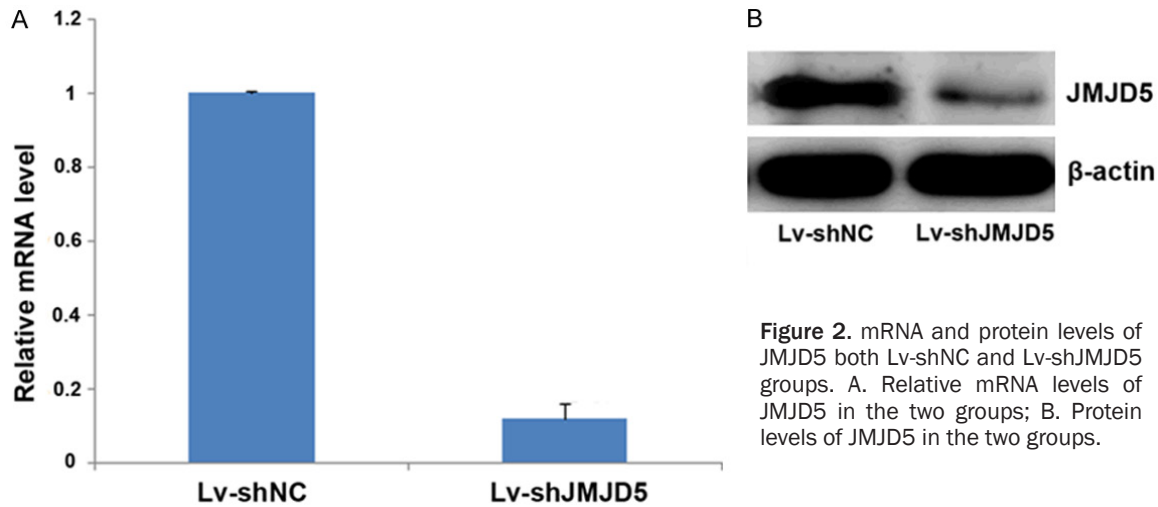 A
1.2
1
0.8
0.6
0.4
0.2
0
Relative mRNA level
Lv-shNC Lv-shJMJD5
B
JMJD5
β-actin
Lv-shNC Lv-shJMJD5
Figure 2. mRNA and protein levels of
JMJD5 both Lv-shNC and Lv-shJMJD5
groups. A. Relative mRNA levels of
JMJD5 in the two groups; B. Protein
levels of JMJD5 in the two groups.